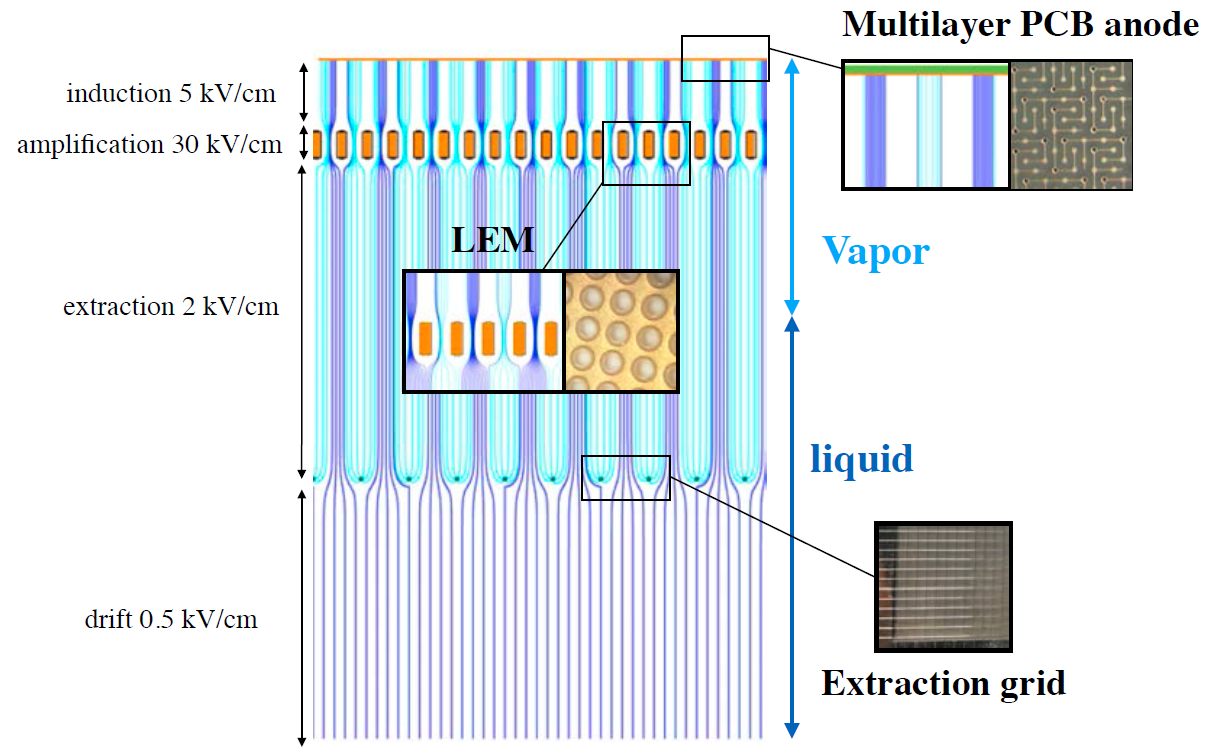 Multilayer PCB anode
induction 5 kV/cm
amplification 30 kV/cm
LEM
Vapor
extraction 2 kV/cm
liquid
drift 0.5 kV/cm
Extraction grid